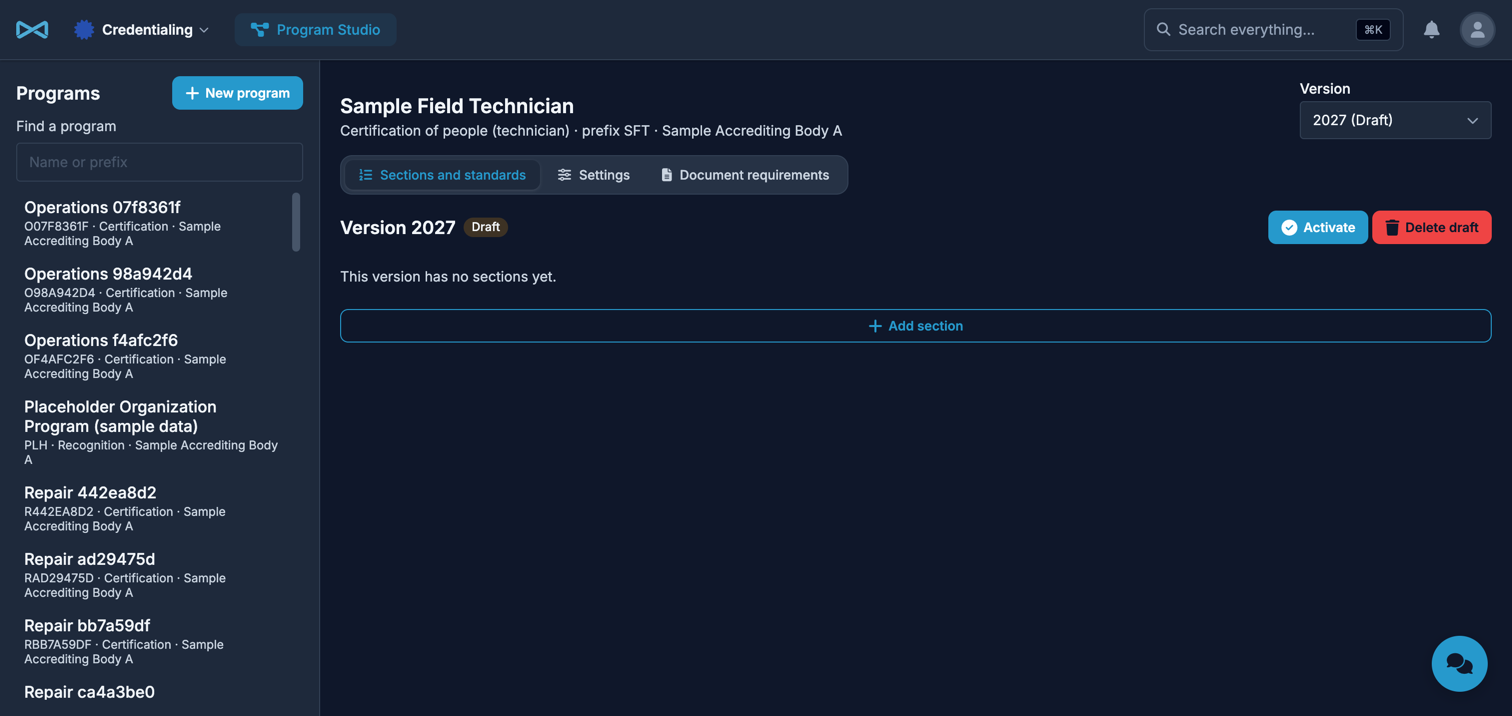 Credentialing
Program Studio
Search everything...
⌘K
Programs
New program
Find a program
Name or prefix
Operations 07f8361f
O07F8361F · Certification · Sample
Accrediting Body A
Operations 98a942d4
O98A942D4 · Certification · Sample
Accrediting Body A
Operations f4afc2f6
OF4AFC2F6 · Certification · Sample
Accrediting Body A
Placeholder Organization
Program (sample data)
PLH · Recognition · Sample Accrediting Body
A
Repair 442ea8d2
R442EA8D2 · Certification · Sample
Accrediting Body A
Repair ad29475d
RAD29475D · Certification · Sample
Accrediting Body A
Repair bb7a59df
RBB7A59DF · Certification · Sample
Accrediting Body A
Repair ca4a3be0
Sample Field Technician
Certification of people (technician) · prefix SFT · Sample Accrediting Body A
Version
2027 (Draft)
Sections and standards
Settings
Document requirements
Version 2027
Draft
Activate
Delete draft
This version has no sections yet.
Add section